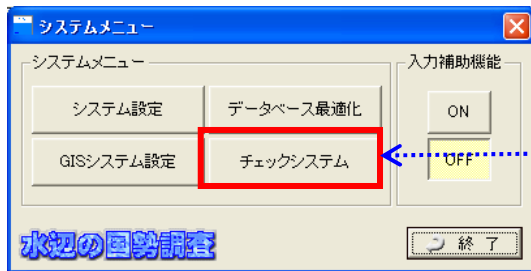 システムメニュー
システムメニュー
入力補助機能
システム設定
データベース最適化
ON
GISシステム設定
チェックシステム
OFF
水辺の国勢調査
終 了